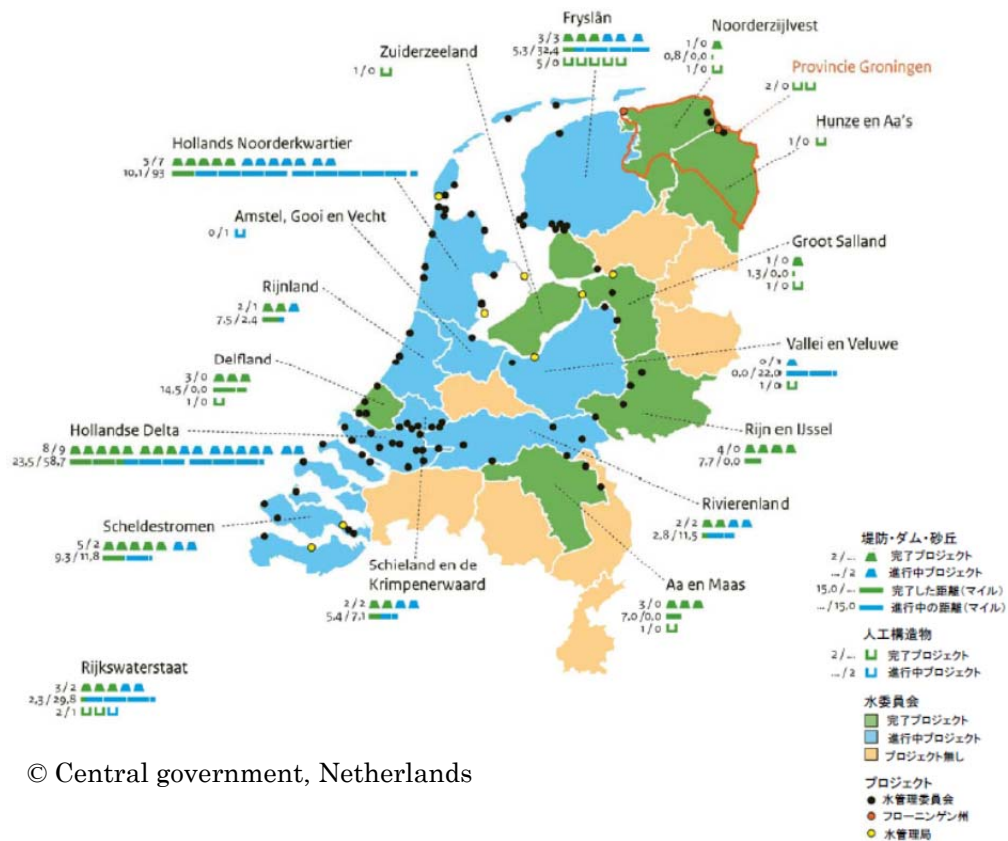 Fryslân
3/3
5,3/32,4
5/0
Noorderzijlvest
1/0
0,8/0,0
1/0
Zuiderzeeland
1/0
Provincie Groningen
2/0
Hunze en Aa's
1/0
Hollands Noorderkwartier
5/7
10,1/93
Amstel, Gooi en Vecht
0/1
Groot Salland
1/0
1,3/0,0
1/0
Rijnland
2/1
7,5/2,4
Vallei en Veluwe
0,0/22,0
1/0
Delfland
3/0
14,5/0,0
1/0
Hollandse Delta
8/9
23,5/58,7
Rijn en IJssel
4/0
7,7/0,0
Rivierenland
2/2
2,8/11,5
Scheldestromen
5/2
9,3/11,8
Schieland en de
Krimpenerwaard
2/2
5,4/7,1
Aa en Maas
3/0
7,0/0,0
1/0
Rijkswaterstaat
3/2
2,3/29,8
2/1
堤防・ダム・砂丘
2/... 完了プロジェクト
.../2 進行中プロジェクト
15,0/... 完了した距離(マイル)
.../15,0 進行中の距離(マイル)
人工構造物
2/... 完了プロジェクト
.../2 進行中プロジェクト
水委員会
完了プロジェクト
進行中プロジェクト
プロジェクト無し
プロジェクト
水管理委員会
フローニンゲン州
水管理局
© Central government, Netherlands